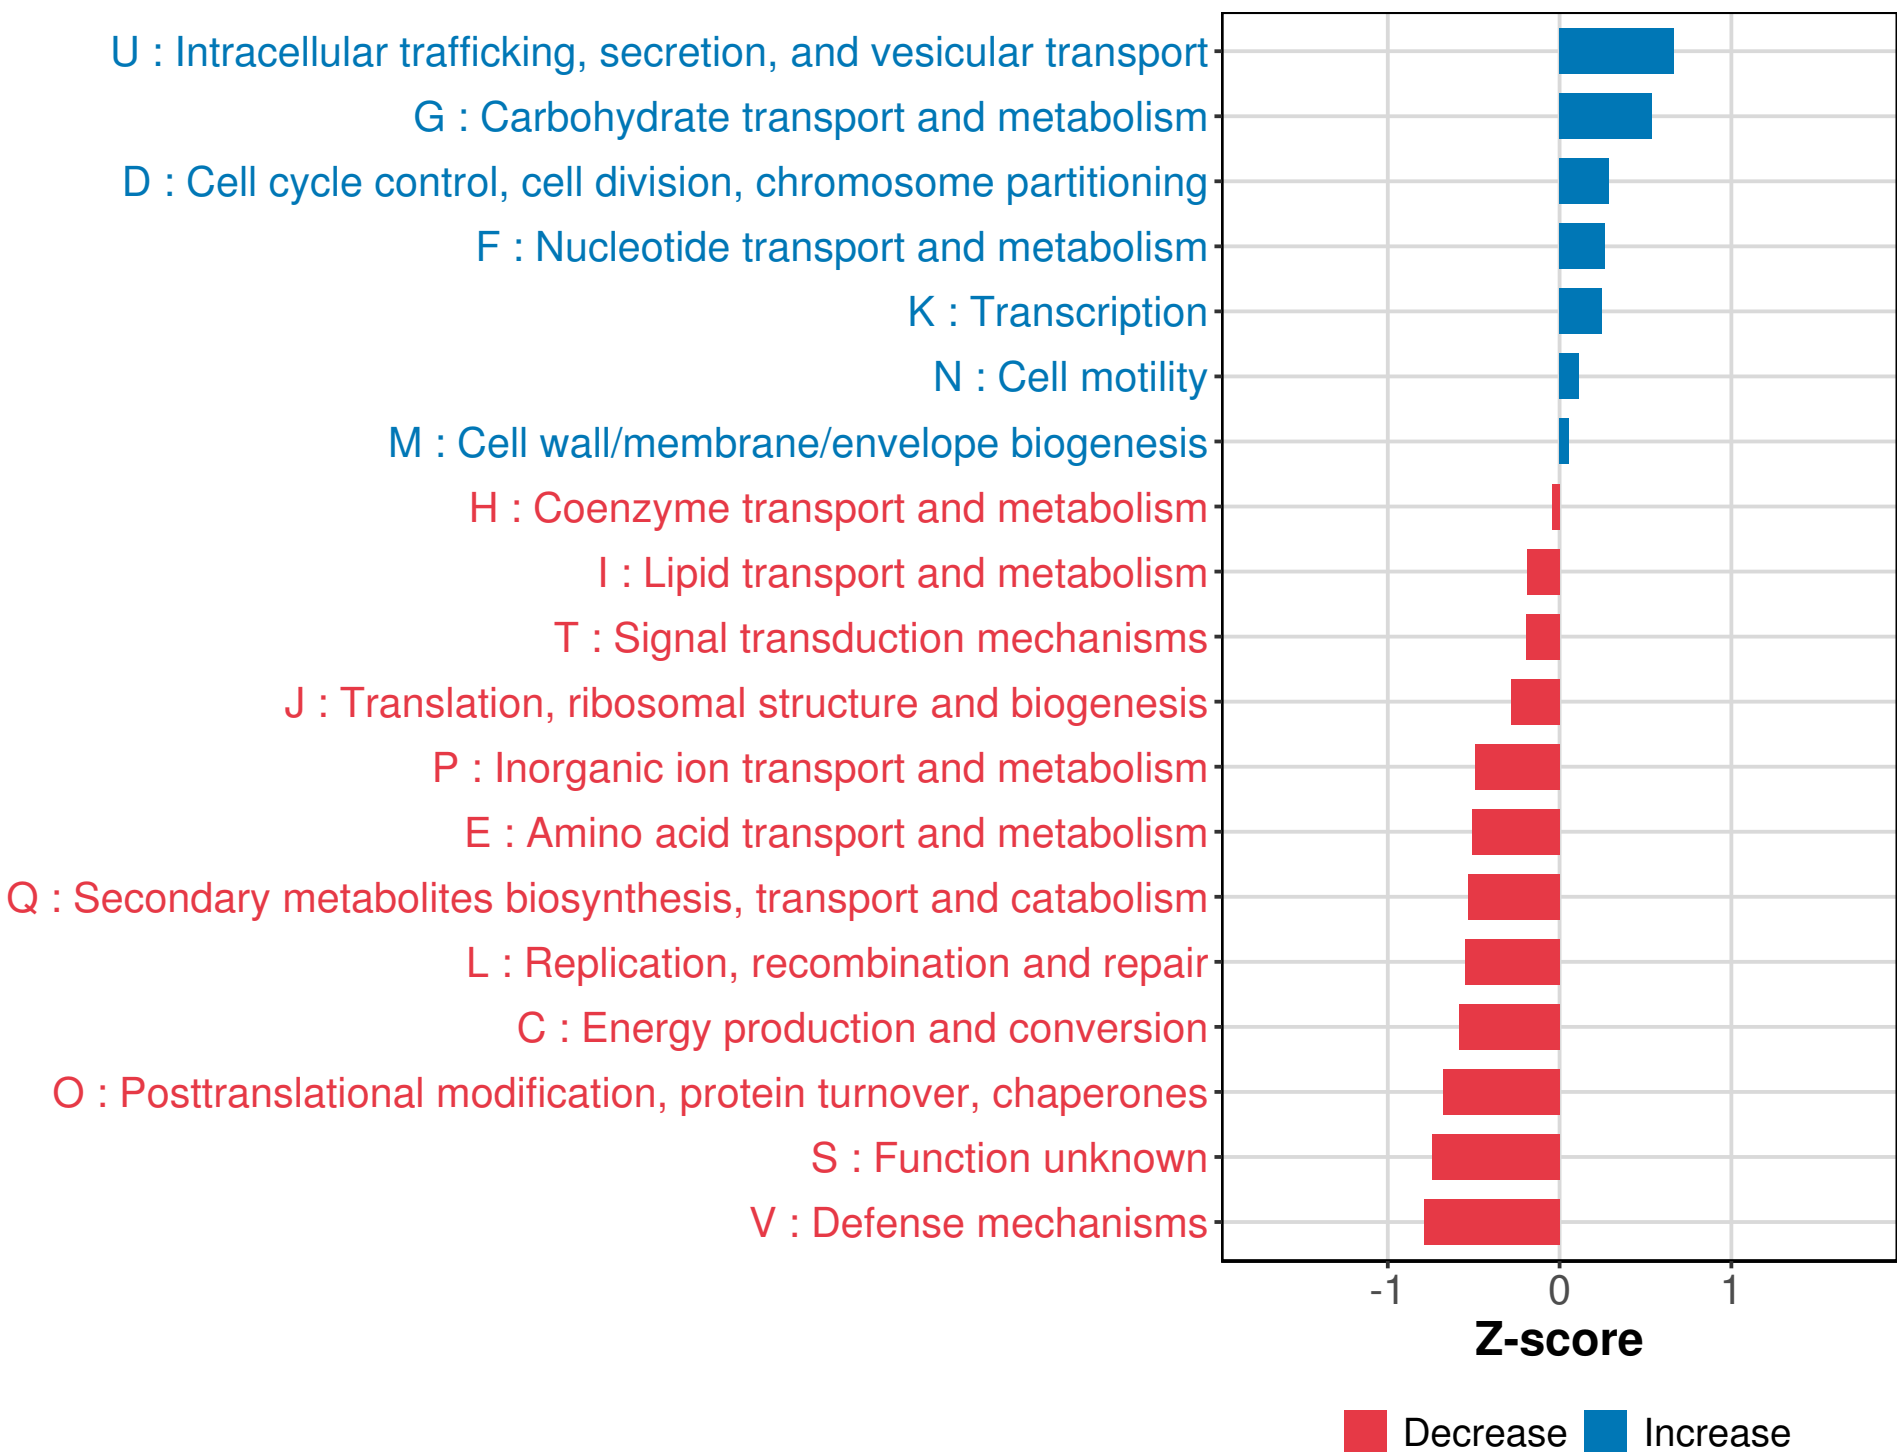 U : Intracellular trafficking, secretion, and vesicular transport
G : Carbohydrate transport and metabolism
D : Cell cycle control, cell division, chromosome partitioning
F : Nucleotide transport and metabolism
K : Transcription
N : Cell motility
M : Cell wall/membrane/envelope biogenesis
H : Coenzyme transport and metabolism
I : Lipid transport and metabolism
T : Signal transduction mechanisms
J : Translation, ribosomal structure and biogenesis
P : Inorganic ion transport and metabolism
E : Amino acid transport and metabolism
Q : Secondary metabolites biosynthesis, transport and catabolism
L : Replication, recombination and repair
C : Energy production and conversion
O : Posttranslational modification, protein turnover, chaperones
S : Function unknown
V : Defense mechanisms
-1 0 1
Z-score
Decrease Increase